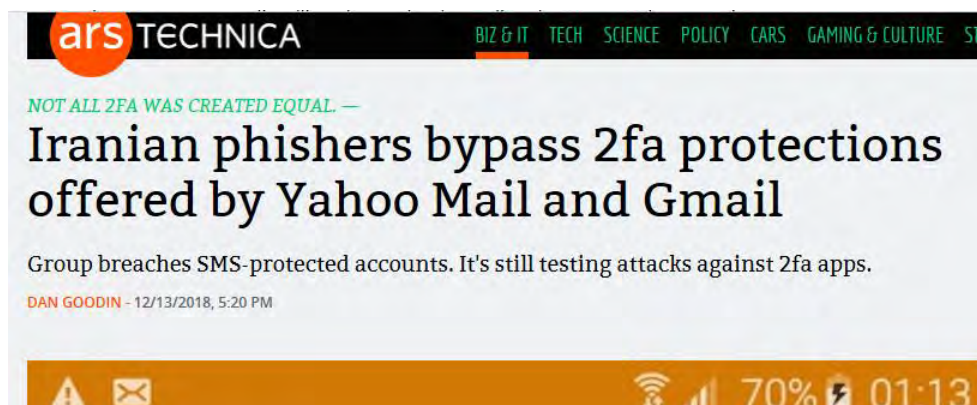 ars TECHNICA
BIZ & IT TECH SCIENCE POLICY CARS GAMING & CULTURE
NOT ALL 2FA WAS CREATED EQUAL. —
Iranian phishers bypass 2fa protections
offered by Yahoo Mail and Gmail
Group breaches SMS-protected accounts. It's still testing attacks against 2fa apps.
DAN GOODIN - 12/13/2018, 5:20 PM
70% 01:13